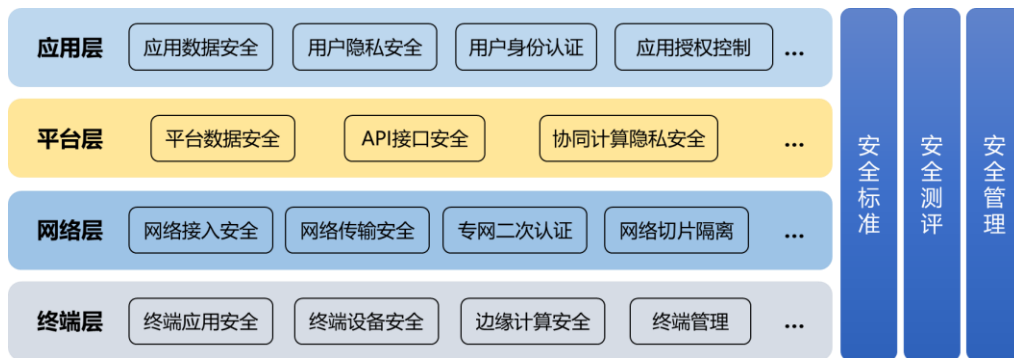 应用层
应用数据安全
用户隐私安全
用户身份认证
应用授权控制
...
平台层
平台数据安全
API接口安全
协同计算隐私安全
...
网络层
网络接入安全
网络传输安全
专网二次认证
网络切片隔离
...
终端层
终端应用安全
终端设备安全
边缘计算安全
终端管理
...
安全标准
安全测评
安全管理